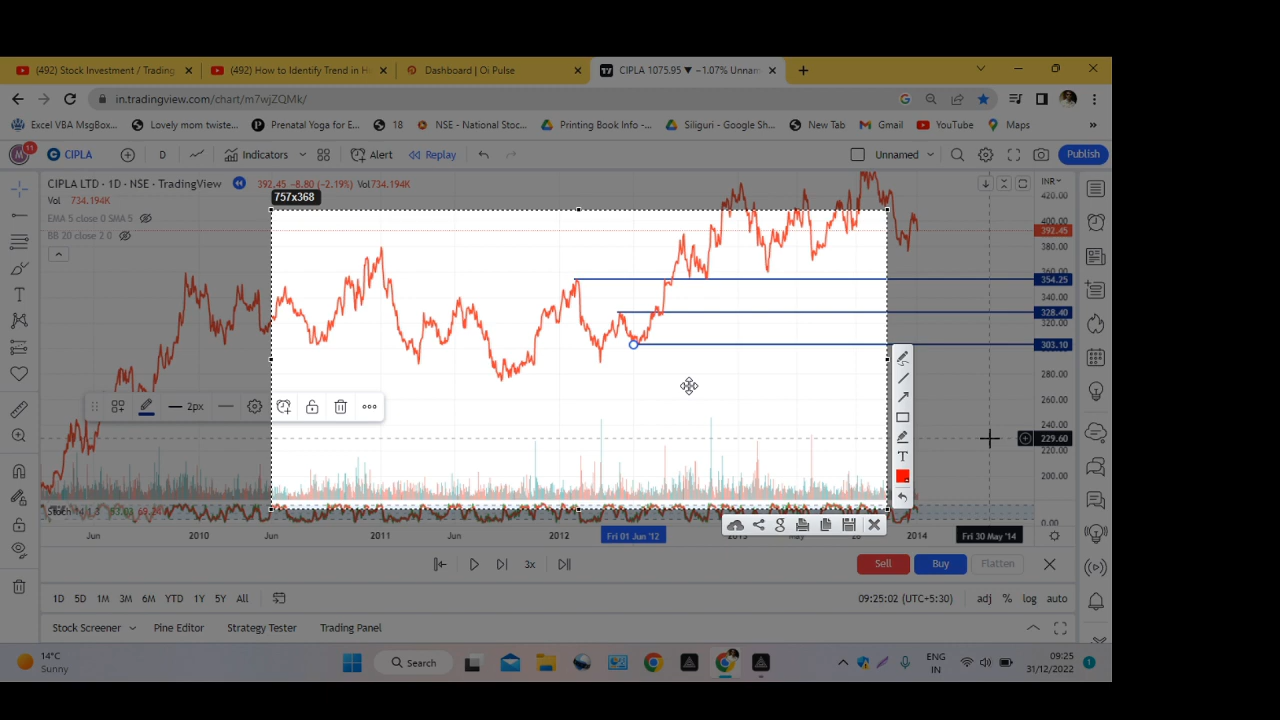 (492) Stock Investment / Trading
(492) How to Identify Trend in H
Dashboard | Oi Pulse
CIPLA 1075.95 ▼ −1.07% Unnam
in.tradingview.com/chart/m7wjZQMk/
Excel VBA MsgBox...
Lovely mom twiste...
Prenatal Yoga for E...
18
NSE - National Stoc...
Printing Book Info -...
Siliguri - Google Sh...
New Tab
Gmail
YouTube
Maps
»
M
11
CIPLA
D
Indicators
Alert
Replay
Unnamed
Publish
CIPLA LTD · 1D · NSE · TradingView
392.45 −8.80 (−2.19%) Vol734.194K
Vol 734.194K
EMA 5 close 0 SMA 5
BB 20 close 2 0
757x368
INR
420.00
400.00
392.45
380.00
354.25
340.00
328.40
320.00
303.10
280.00
260.00
240.00
229.60
220.00
200.00
0.00
2px
T
g
Jun
2010
Jun
2011
Jun
2012
Fri 01 Jun '12
2013
2014
Fri 30 May '14
3x
Sell
Buy
Flatten
1D 5D 1M 3M 6M YTD 1Y 5Y All
09:25:02 (UTC+5:30)
adj % log auto
Stock Screener
Pine Editor
Strategy Tester
Trading Panel
14°C
Sunny
Search
ENG
IN
09:25
31/12/2022
1